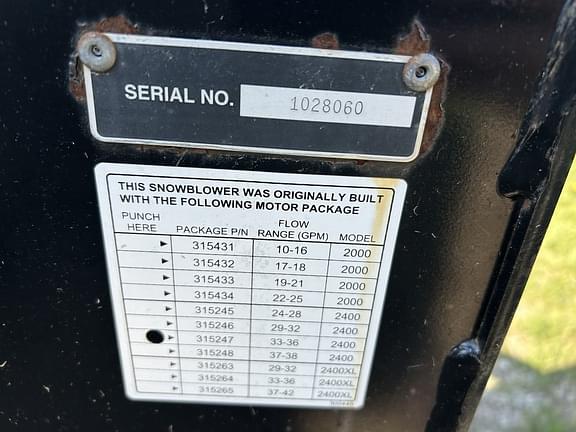 SERIAL NO. 1028060
THIS SNOWBLOWER WAS ORIGINALLY BUILT
WITH THE FOLLOWING MOTOR PACKAGE
PUNCH HERE PACKAGE P/N FLOW RANGE (GPM) MODEL
315431 10-16 2000
315432 17-18 2000
315433 19-21 2000
315434 22-25 2000
315245 24-28 2400
315246 29-32 2400
315247 33-36 2400
315248 37-38 2400
315263 29-32 2400XL
315264 33-36 2400XL
315265 37-42 2400XL